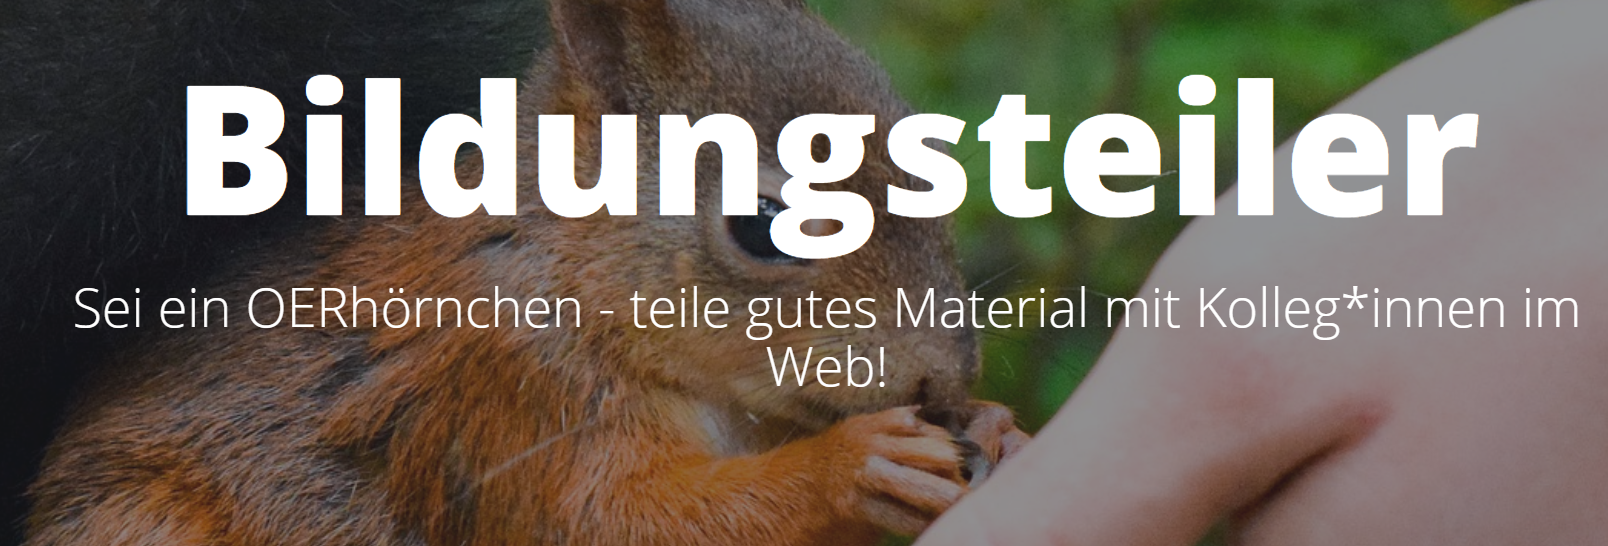 Bildungsteiler
Sei ein OERhörnchen - teile gutes Material mit Kolleg*innen im
Web!